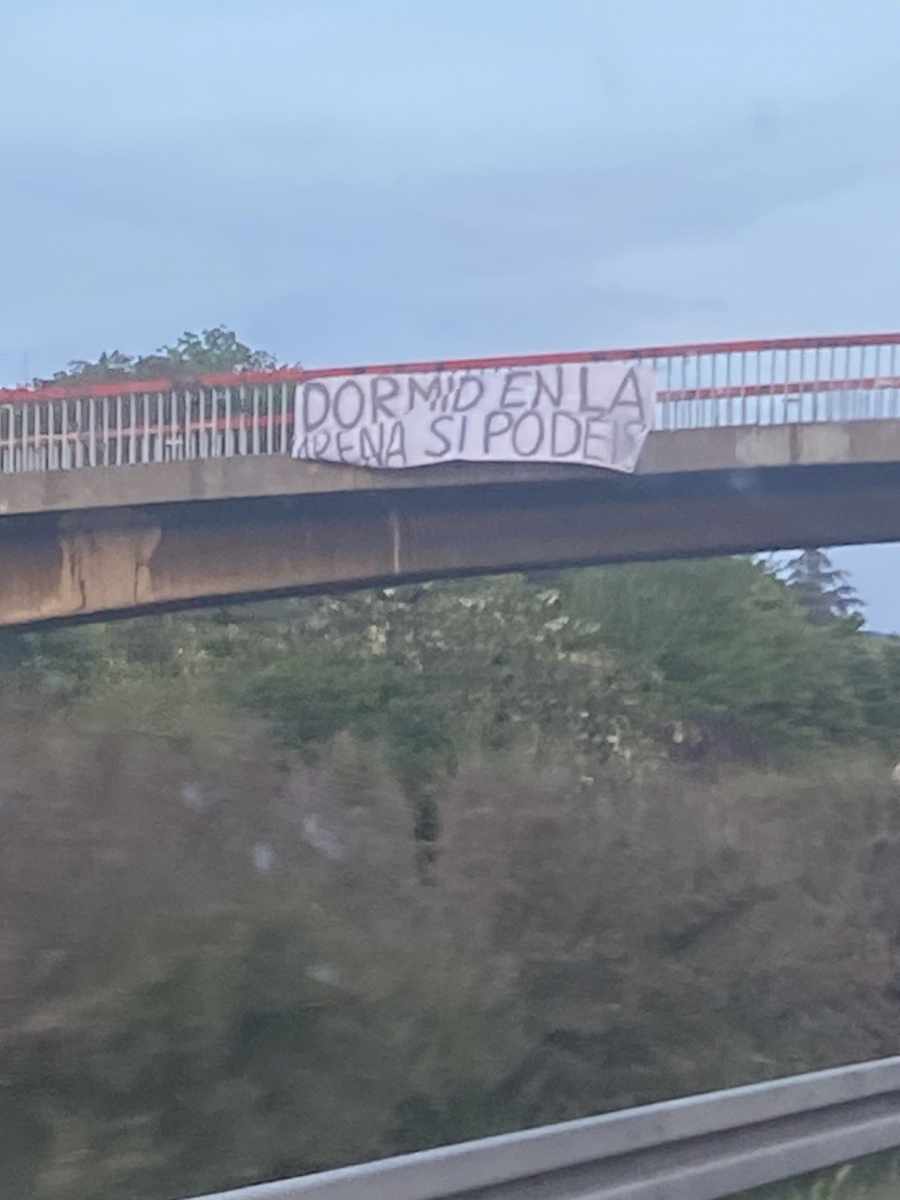 DORMID EN LA
ARENA SI PODEIS